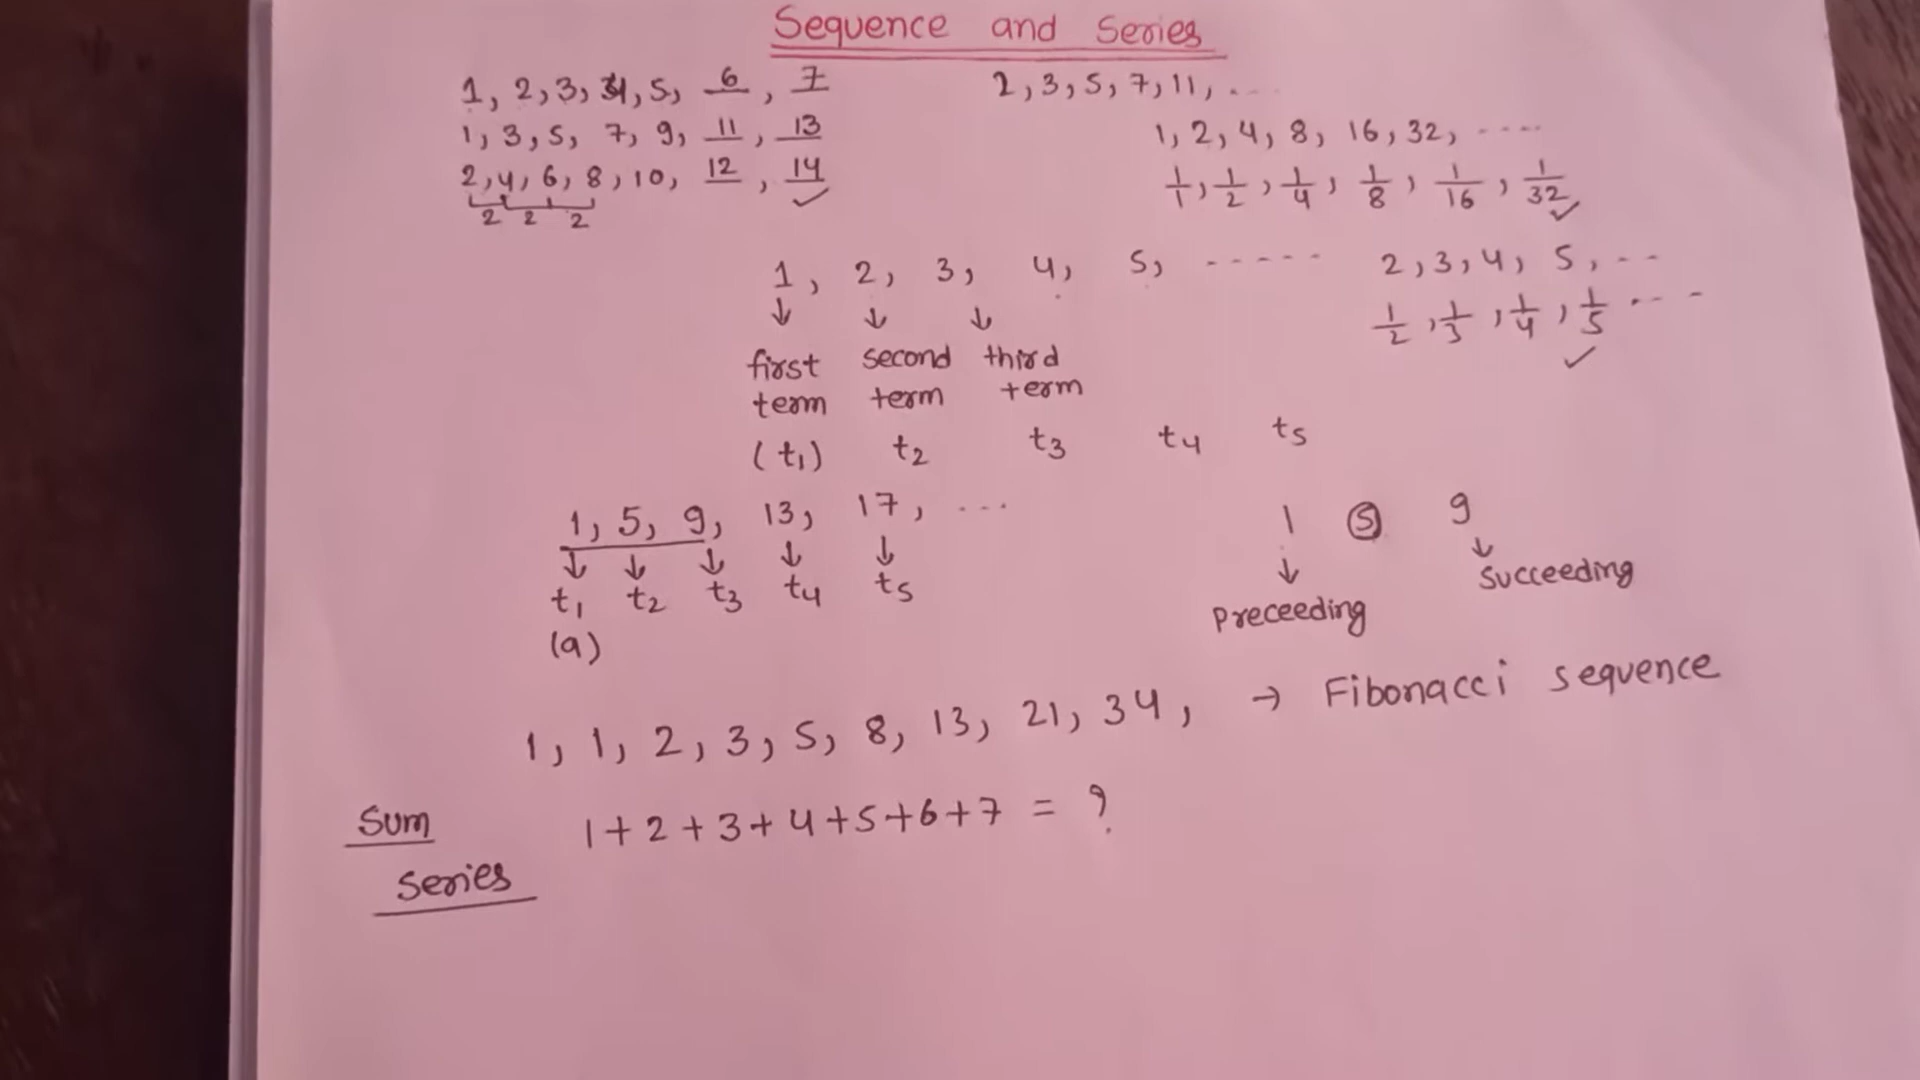 Sequence and Series
1, 2, 3, 4, 5, 6, 7
2, 3, 5, 7, 11, ...
1, 3, 5, 7, 9, 11, 13
1, 2, 4, 8, 16, 32, ....
2, 4, 6, 8, 10, 12, 14 ✓
1/1, 1/2, 1/4, 1/8, 1/16, 1/32 ✓
2 2 2
1, 2, 3, 4, 5, .....
2, 3, 4, 5, ..
↓ ↓ ↓
1/2, 1/3, 1/4, 1/5 ... ✓
first second third
term term term
(t1) t2 t3 t4 t5
1, 5, 9, 13, 17, ...
1 5 9
↓ ↓ ↓ ↓ ↓
↓ ↓
t1 t2 t3 t4 t5
preceeding succeeding
(a)
1, 1, 2, 3, 5, 8, 13, 21, 34, → Fibonacci sequence
Sum 1+2+3+4+5+6+7 = ?
Series